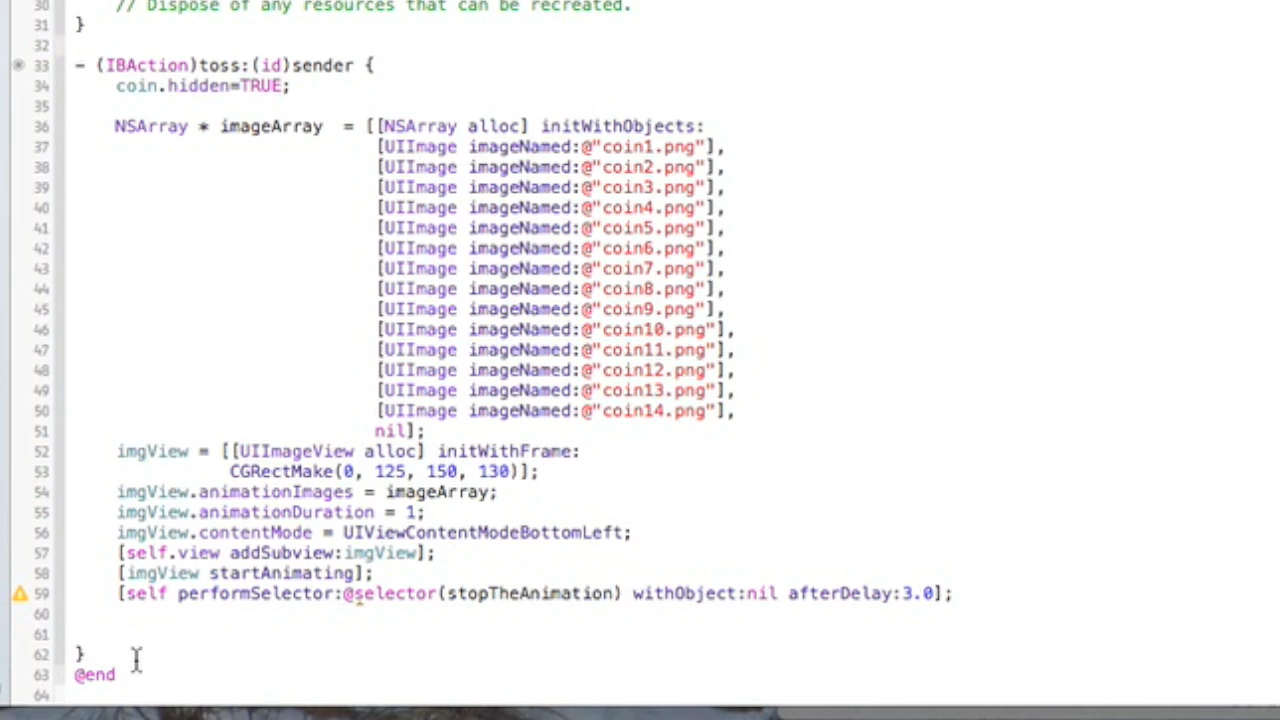 30 // Dispose of any resources that can be recreated.
31 }
32
33 - (IBAction)toss:(id)sender {
34 coin.hidden=TRUE;
35
36 NSArray * imageArray  = [[NSArray alloc] initWithObjects:
37 [UIImage imageNamed:@"coin1.png"],
38 [UIImage imageNamed:@"coin2.png"],
39 [UIImage imageNamed:@"coin3.png"],
40 [UIImage imageNamed:@"coin4.png"],
41 [UIImage imageNamed:@"coin5.png"],
42 [UIImage imageNamed:@"coin6.png"],
43 [UIImage imageNamed:@"coin7.png"],
44 [UIImage imageNamed:@"coin8.png"],
45 [UIImage imageNamed:@"coin9.png"],
46 [UIImage imageNamed:@"coin10.png"],
47 [UIImage imageNamed:@"coin11.png"],
48 [UIImage imageNamed:@"coin12.png"],
49 [UIImage imageNamed:@"coin13.png"],
50 [UIImage imageNamed:@"coin14.png"],
51 nil];
52 imgView = [[UIImageView alloc] initWithFrame:
53 CGRectMake(0, 125, 150, 130)];
54 imgView.animationImages = imageArray;
55 imgView.animationDuration = 1;
56 imgView.contentMode = UIViewContentModeBottomLeft;
57 [self.view addSubview:imgView];
58 [imgView startAnimating];
59 [self performSelector:@selector(stopTheAnimation) withObject:nil afterDelay:3.0];
60
61
62 }
63 @end
64